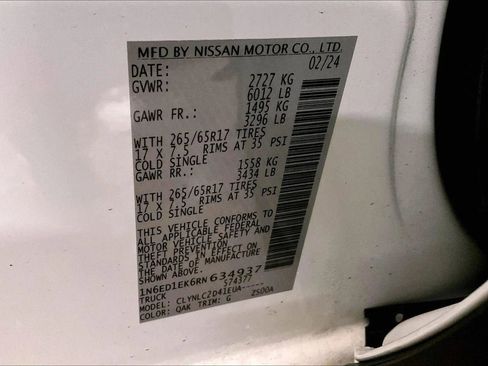 MFD BY NISSAN MOTOR CO., LTD.
DATE: 02/24
GVWR: 2727 KG
6012 LB
GAWR FR.: 1495 KG
3296 LB
WITH 265/65R17 TIRES
17 X 7.5 RIMS AT 35 PSI
COLD SINGLE
GAWR RR.: 1558 KG
3434 LB
WITH 265/65R17 TIRES
17 X 7.5 RIMS AT 35 PSI
COLD SINGLE
THIS VEHICLE CONFORMS TO
ALL APPLICABLE FEDERAL
MOTOR VEHICLE SAFETY AND
THEFT PREVENTION
STANDARDS IN EFFECT ON
THE DATE OF MANUFACTURE
SHOWN ABOVE.
1N6ED1EK6RN634937
TRUCK 574377
MODEL: CLYNLC2D41EUA-----
COLOR: QAK TRIM: G 2S00A